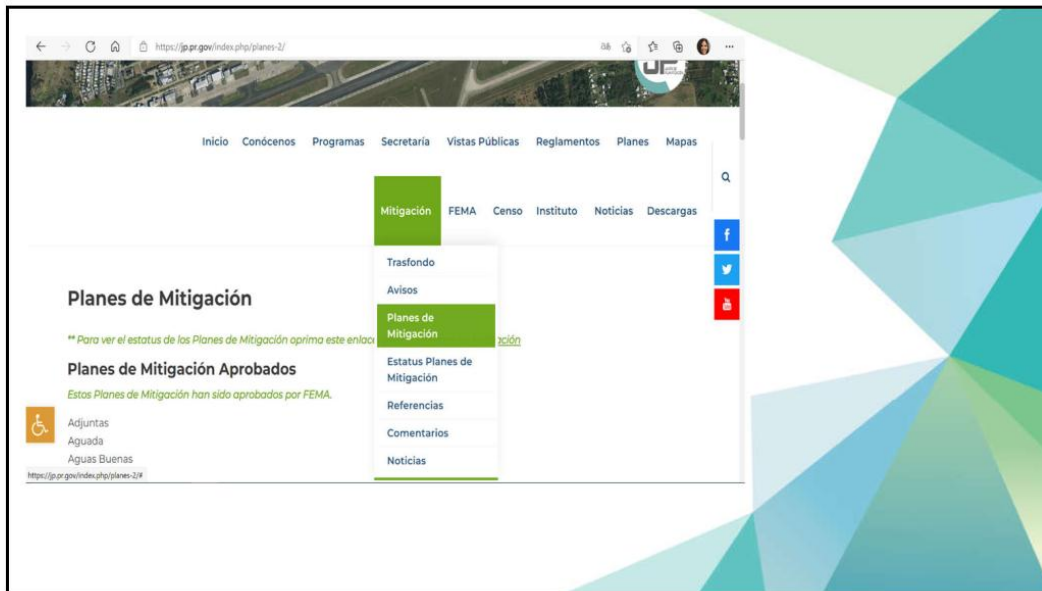 https://jp.pr.gov/index.php/planes-2/
Inicio Conócenos Programas Secretaría Vistas Públicas Reglamentos Planes Mapas
Mitigación FEMA Censo Instituto Noticias Descargas
Trasfondo
Avisos
Planes de
Mitigación
Estatus Planes de
Mitigación
Referencias
Comentarios
Noticias
Planes de Mitigación
** Para ver el estatus de los Planes de Mitigación oprima este enlace
Planes de Mitigación Aprobados
Estos Planes de Mitigación han sido aprobados por FEMA.
Adjuntas
Aguada
Aguas Buenas
https://jp.pr.gov/index.php/planes-2/#